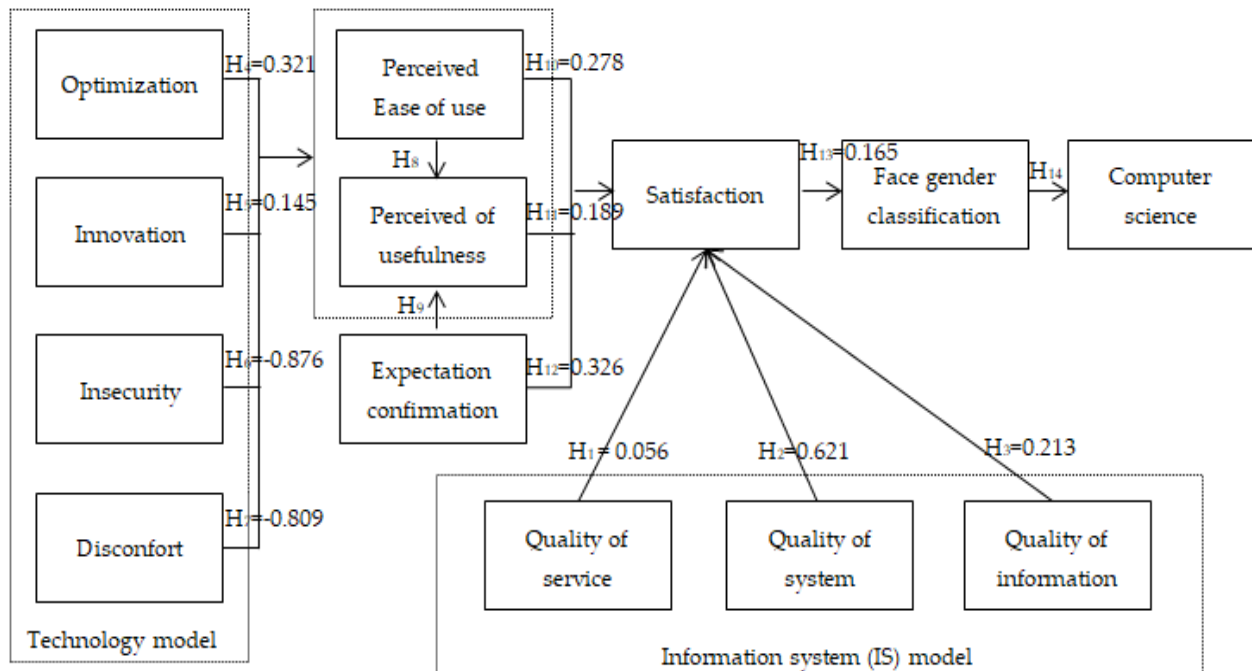 Optimization
H₄=0.321
Perceived
Ease of use
H₁₀=0.278
H₈
Innovation
H₅=0.145
Perceived of
usefulness
H₁₁=0.189
Satisfaction
H₁₃=0.165
Face gender
classification
H₁₄
Computer
science
H₉
Insecurity
H₆=-0.876
Expectation
confirmation
H₁₂=0.326
H₁= 0.056
H₂=0.621
H₃=0.213
Disconfort
H₇=-0.809
Quality of
service
Quality of
system
Quality of
information
Technology model
Information system (IS) model